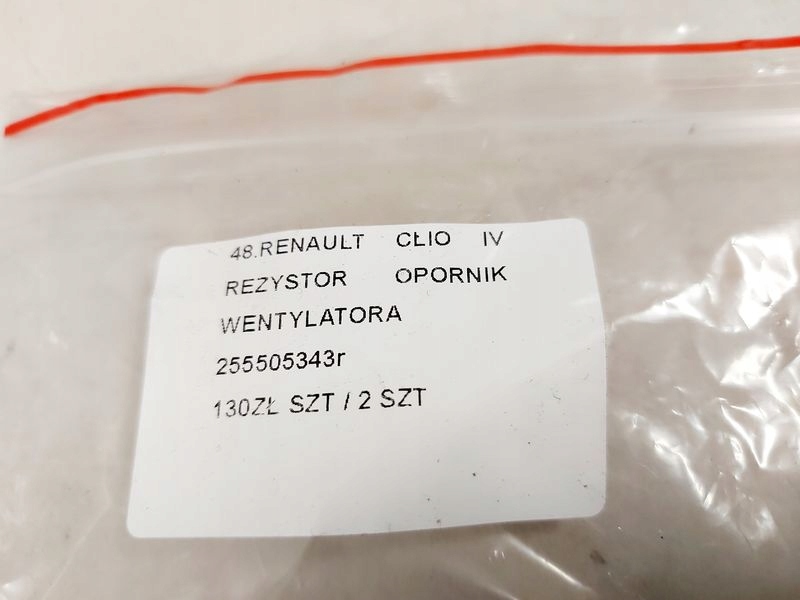 48.RENAULT CLIO IV
REZYSTOR OPORNIK
WENTYLATORA
255505343r
130ZŁ SZT / 2 SZT